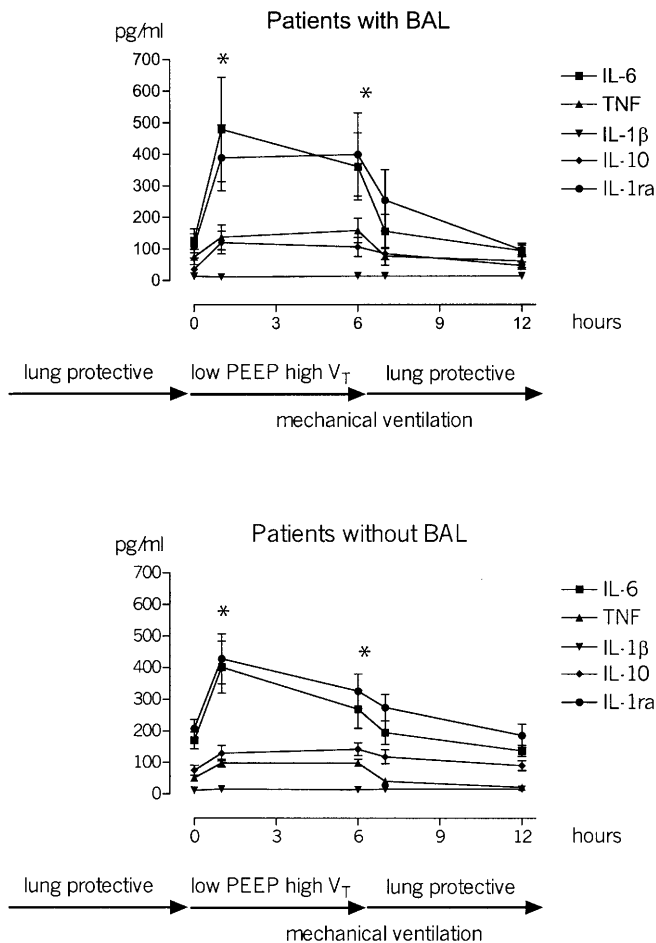 Patients with BAL
pg/ml
700
600
500
400
300
200
100
0
*
*
IL-6
TNF
IL-1β
IL-10
IL-1ra
0 3 6 9 12 hours
lung protective low PEEP high V_T lung protective
mechanical ventilation
Patients without BAL
pg/ml
700
600
500
400
300
200
100
0
*
*
IL-6
TNF
IL-1β
IL-10
IL-1ra
0 3 6 9 12 hours
lung protective low PEEP high V_T lung protective
mechanical ventilation